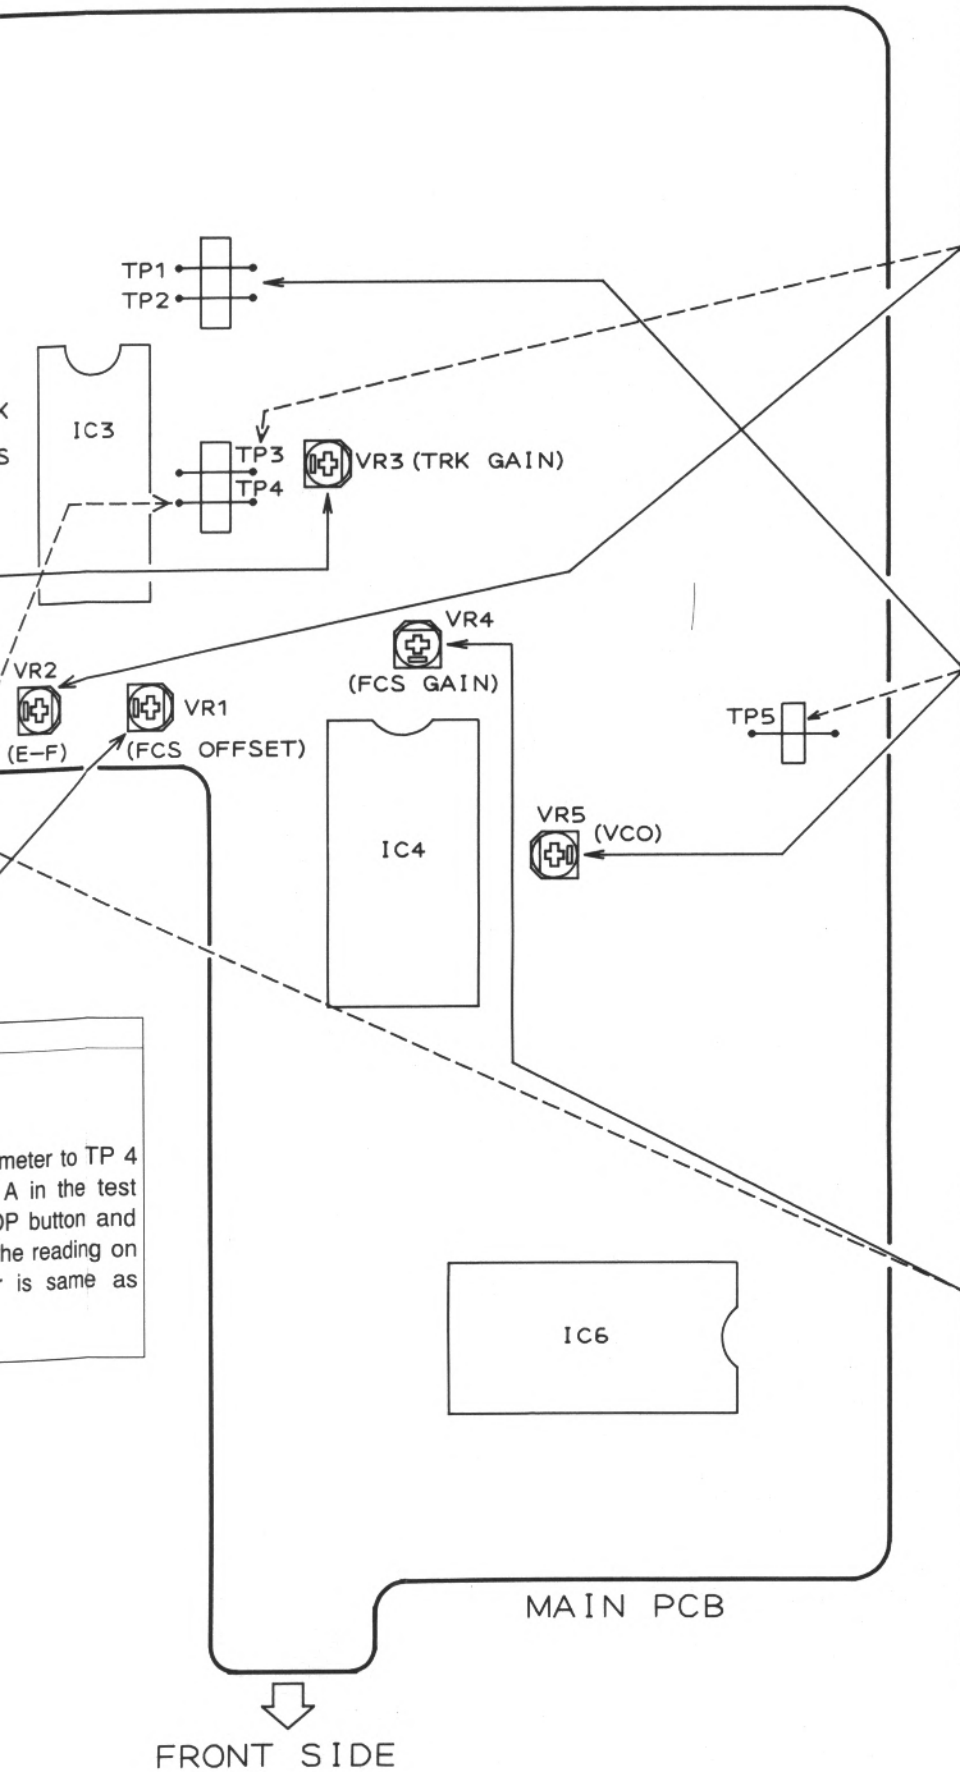 TP1
TP2
IC3
X
S
TP3
VR3 (TRK GAIN)
TP4
VR4
(FCS GAIN)
VR2
VR1
(E-F)
(FCS OFFSET)
TP5
VR5
(VCO)
IC4
meter to TP 4
A in the test
OP button and
he reading on
is same as
IC6
MAIN PCB
FRONT SIDE